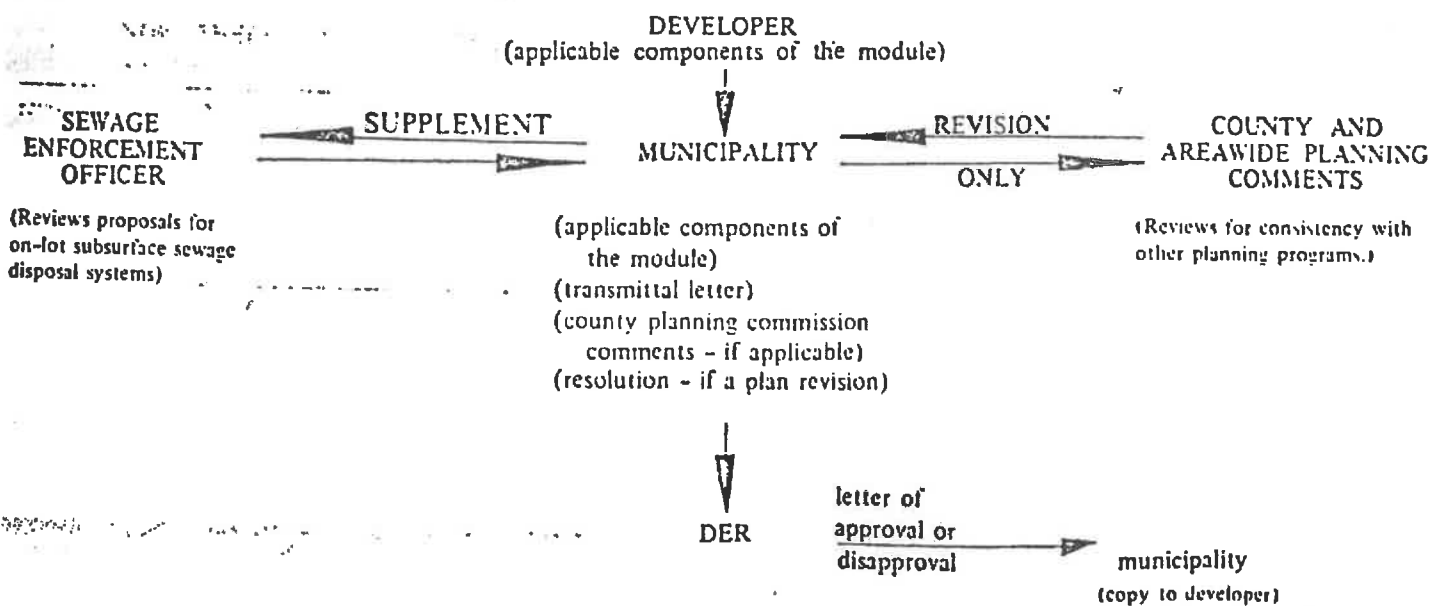 DEVELOPER
(applicable components of the module)
SEWAGE
ENFORCEMENT
OFFICER
SUPPLEMENT
MUNICIPALITY
REVISION
ONLY
COUNTY AND
AREAWIDE PLANNING
COMMENTS
(Reviews proposals for
on-lot subsurface sewage
disposal systems)
(applicable components of
the module)
(transmittal letter)
(county planning commission
comments - if applicable)
(resolution - if a plan revision)
(Reviews for consistency with
other planning programs.)
DER
letter of
approval or
disapproval
municipality
(copy to developer)